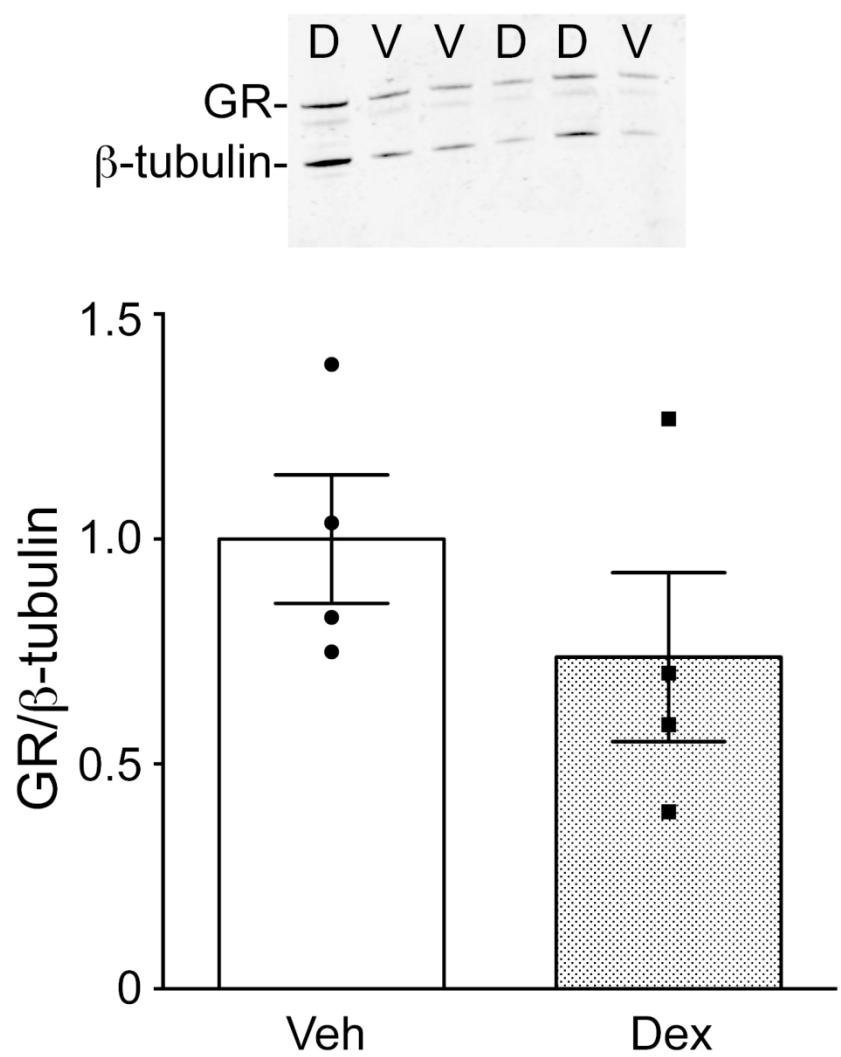 D V V D D V
GR-
β-tubulin-
1.5
1.0
0.5
0
GR/β-tubulin
Veh Dex